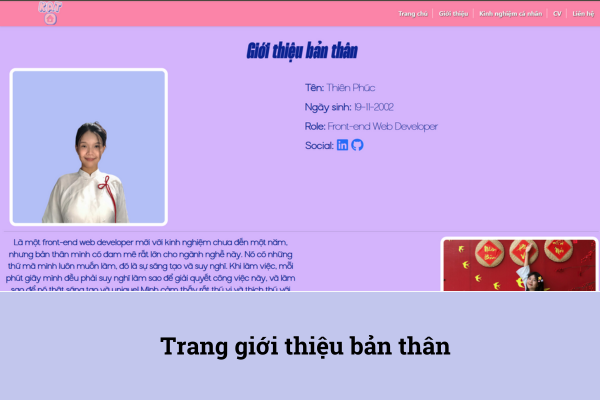 Trang chủ
Giới thiệu
Kinh nghiệm cá nhân
CV
Liên hệ
Giới thiệu bản thân
Tên: Thiên Phúc
Ngày sinh: 19-11-2002
Role: Front-end Web Developer
Social:
Là một front-end web developer mới với kinh nghiệm chưa đến một năm,
nhưng bản thân mình có đam mê rất lớn cho ngành nghề này. Nó có những
thứ mà mình luôn muốn làm, đó là sự sáng tạo và suy nghĩ. Khi làm việc, mỗi
phút giây mình đều phải suy nghĩ làm sao để giải quyết công việc này, và làm
sao để nó thật sáng tạo và unique! Mình cảm thấy rất thú vị và thích thú với
Trang giới thiệu bản thân